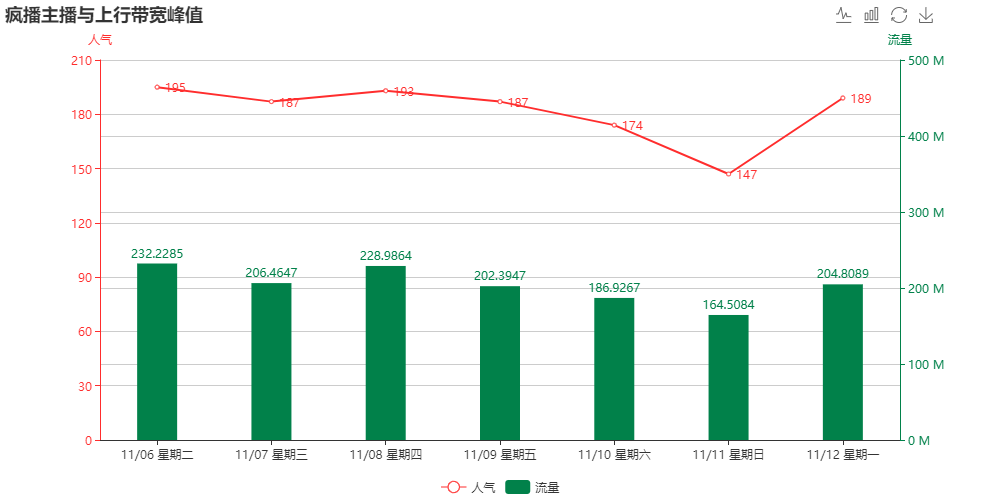 疯播主播与上行带宽峰值
人气 流量
210 500 M
180 400 M
150 300 M
120 200 M
90 100 M
60 0 M
30
0
195 187 193 187 174 147 189
232.2285 206.4647 228.9864 202.3947 186.9267 164.5084 204.8089
11/06 星期二 11/07 星期三 11/08 星期四 11/09 星期五 11/10 星期六 11/11 星期日 11/12 星期一
人气 流量